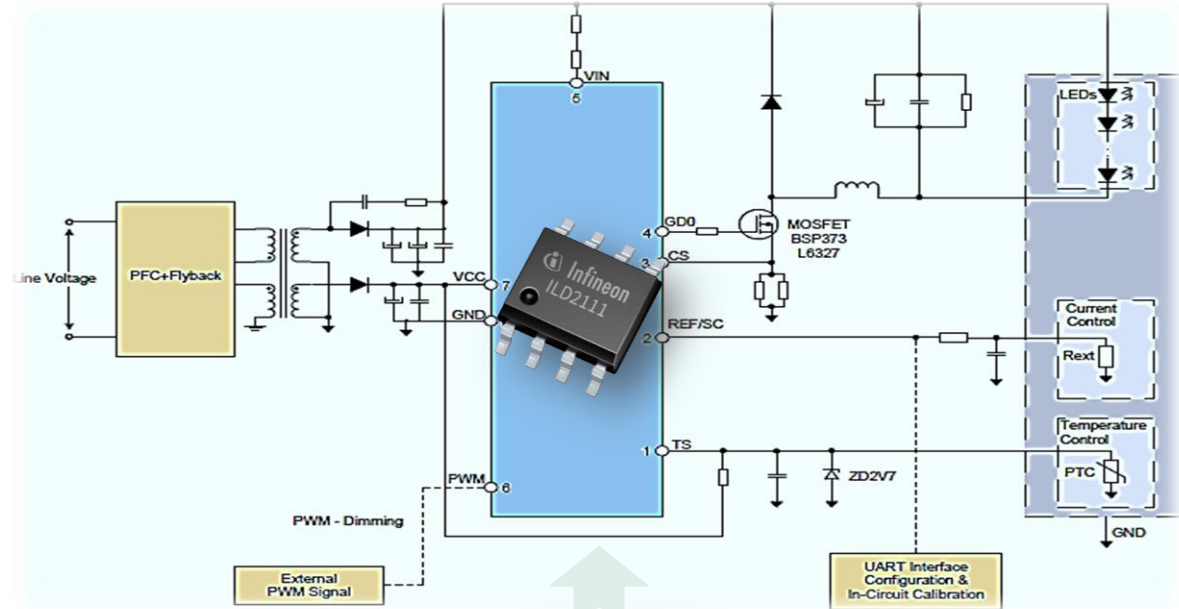 VIN
5
LEDs
GD0
4
MOSFET
BSP373
L6327
CS
3
Line Voltage
PFC+Flyback
VCC
7
Infineon
ILD2111
GND
REF/SC
2
Current
Control
Rext
Temperature
Control
TS
1
PTC
ZD2V7
PWM
6
PWM - Dimming
GND
External
PWM Signal
UART Interface
Configuration &
In-Circuit Calibration